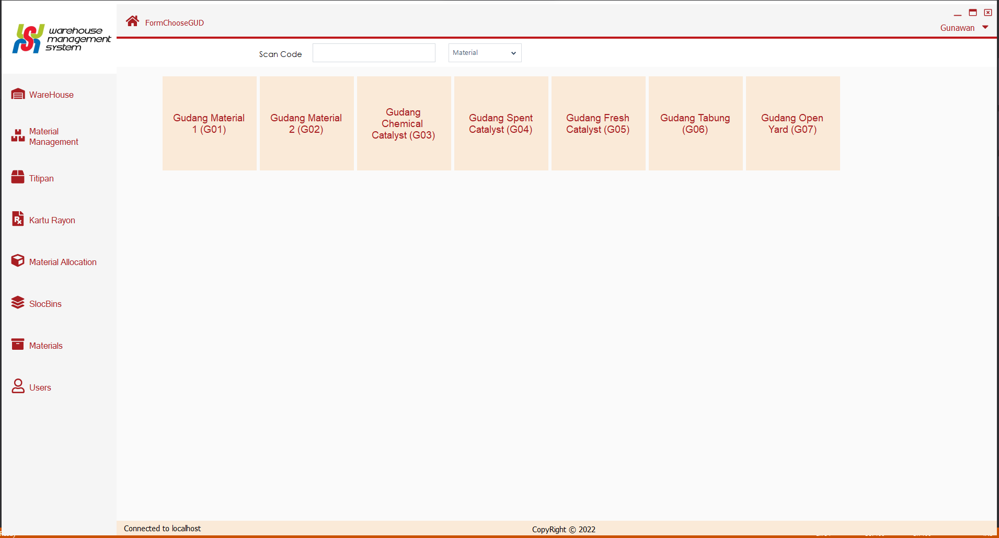 warehouse
management
system
FormChooseGUD
Gunawan
Scan Code
Material
WareHouse
Material
Management
Titipan
Kartu Rayon
Material Allocation
SlocBins
Materials
Users
Gudang Material
1 (G01)
Gudang Material
2 (G02)
Gudang
Chemical
Catalyst (G03)
Gudang Spent
Catalyst (G04)
Gudang Fresh
Catalyst (G05)
Gudang Tabung
(G06)
Gudang Open
Yard (G07)
Connected to localhost
CopyRight © 2022